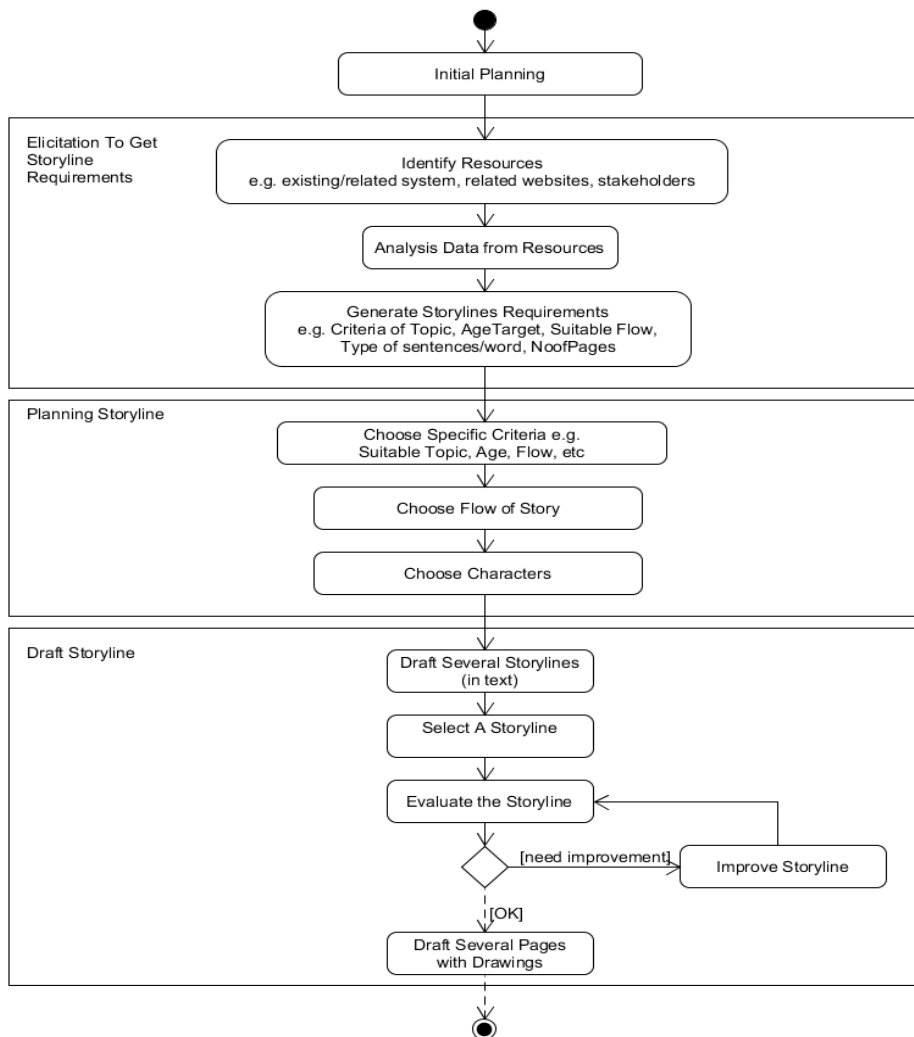 Initial Planning
Elicitation To Get
Storyline
Requirements
Identify Resources
e.g. existing/related system, related websites, stakeholders
Analysis Data from Resources
Generate Storylines Requirements
e.g. Criteria of Topic, AgeTarget, Suitable Flow,
Type of sentences/word, NoofPages
Planning Storyline
Choose Specific Criteria e.g.
Suitable Topic, Age, Flow, etc
Choose Flow of Story
Choose Characters
Draft Storyline
Draft Several Storylines
(in text)
Select A Storyline
Evaluate the Storyline
[need improvement]
Improve Storyline
[OK]
Draft Several Pages
with Drawings